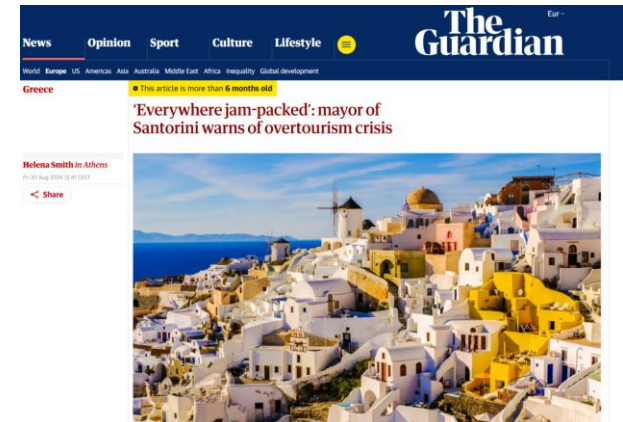 The
Guardian
Eur
News Opinion Sport Culture Lifestyle
World Europe US Americas Asia Australia Middle East Africa Inequality Global development
Greece
This article is more than 6 months old
‘Everywhere jam-packed’: mayor of
Santorini warns of overtourism crisis
Helena Smith in Athens
Fri 30 Aug 2024 12.41 CEST
Share